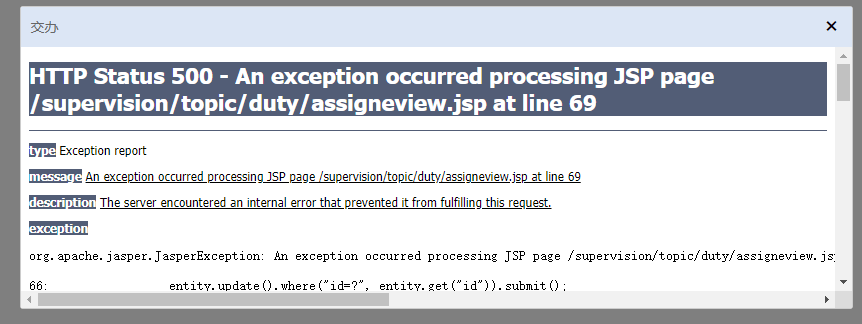 交办
HTTP Status 500 - An exception occurred processing JSP page
/supervision/topic/duty/assigneview.jsp at line 69
type Exception report
message An exception occurred processing JSP page /supervision/topic/duty/assigneview.jsp at line 69
description The server encountered an internal error that prevented it from fulfilling this request.
exception
org.apache.jasper.JasperException: An exception occurred processing JSP page /supervision/topic/duty/assigneview.js
66: entity.update().where("id=?", entity.get("id")).submit();